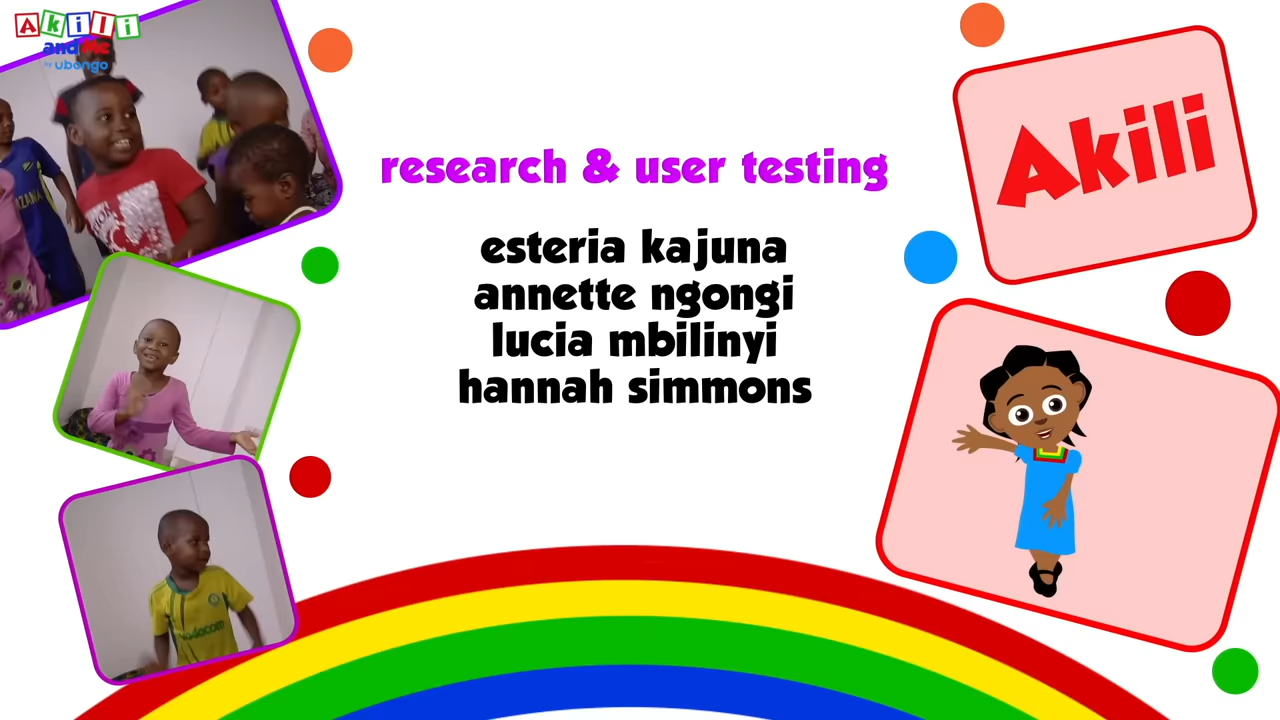 Akili
and Me
by ubongo
research & user testing
esteria kajuna
annette ngongi
lucia mbilinyi
hannah simmons
Akili